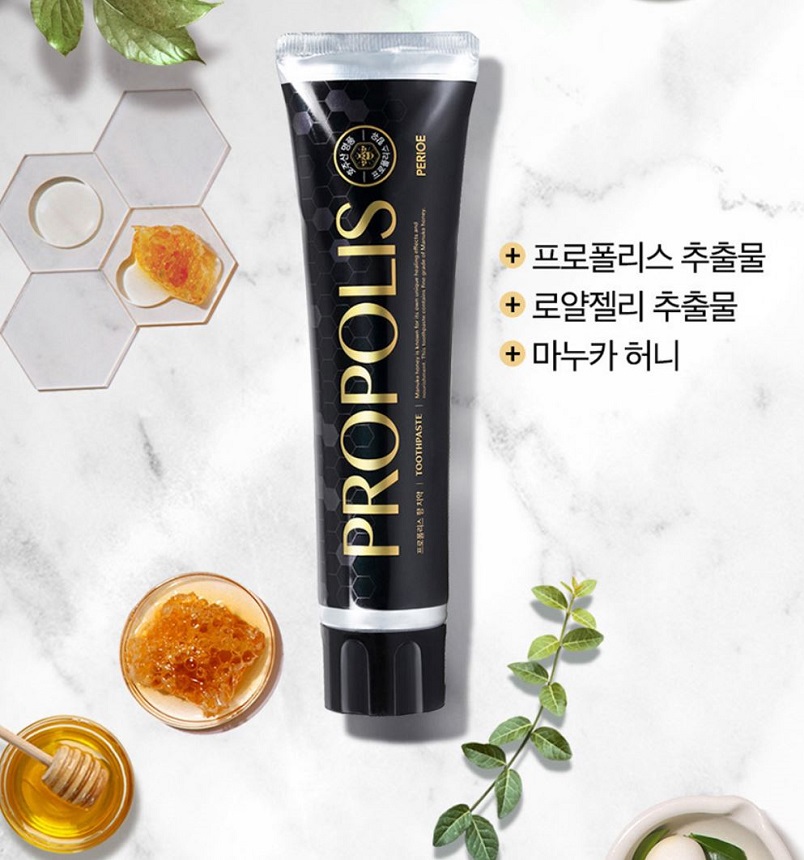 PERIOE
PROPOLIS
프로폴리스 함 치약 | TOOTHPASTE | Manuka honey is known for its own unique healing effects and
nourishment. This toothpaste contains fine grade of Manuka honey.
프로폴리스 추출물
로얄젤리 추출물
마누카 허니